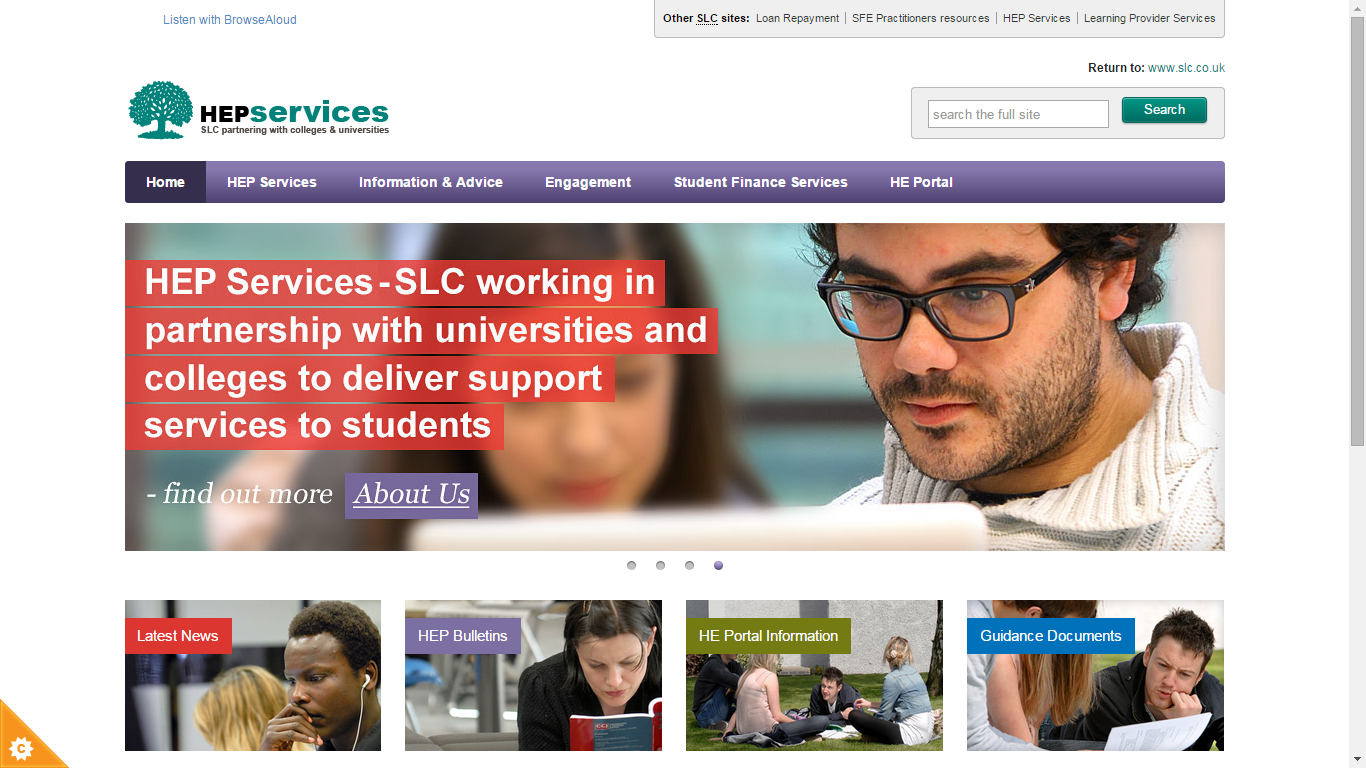 Listen with BrowseAloud
Other SLC sites: Loan Repayment | SFE Practitioners resources | HEP Services | Learning Provider Services
Return to: www.slc.co.uk
HEPservices
SLC partnering with colleges & universities
search the full site
Search
Home HEP Services Information & Advice Engagement Student Finance Services HE Portal
HEP Services - SLC working in
partnership with universities and
colleges to deliver support
services to students
- find out more About Us
Latest News
HEP Bulletins
HE Portal Information
Guidance Documents
C